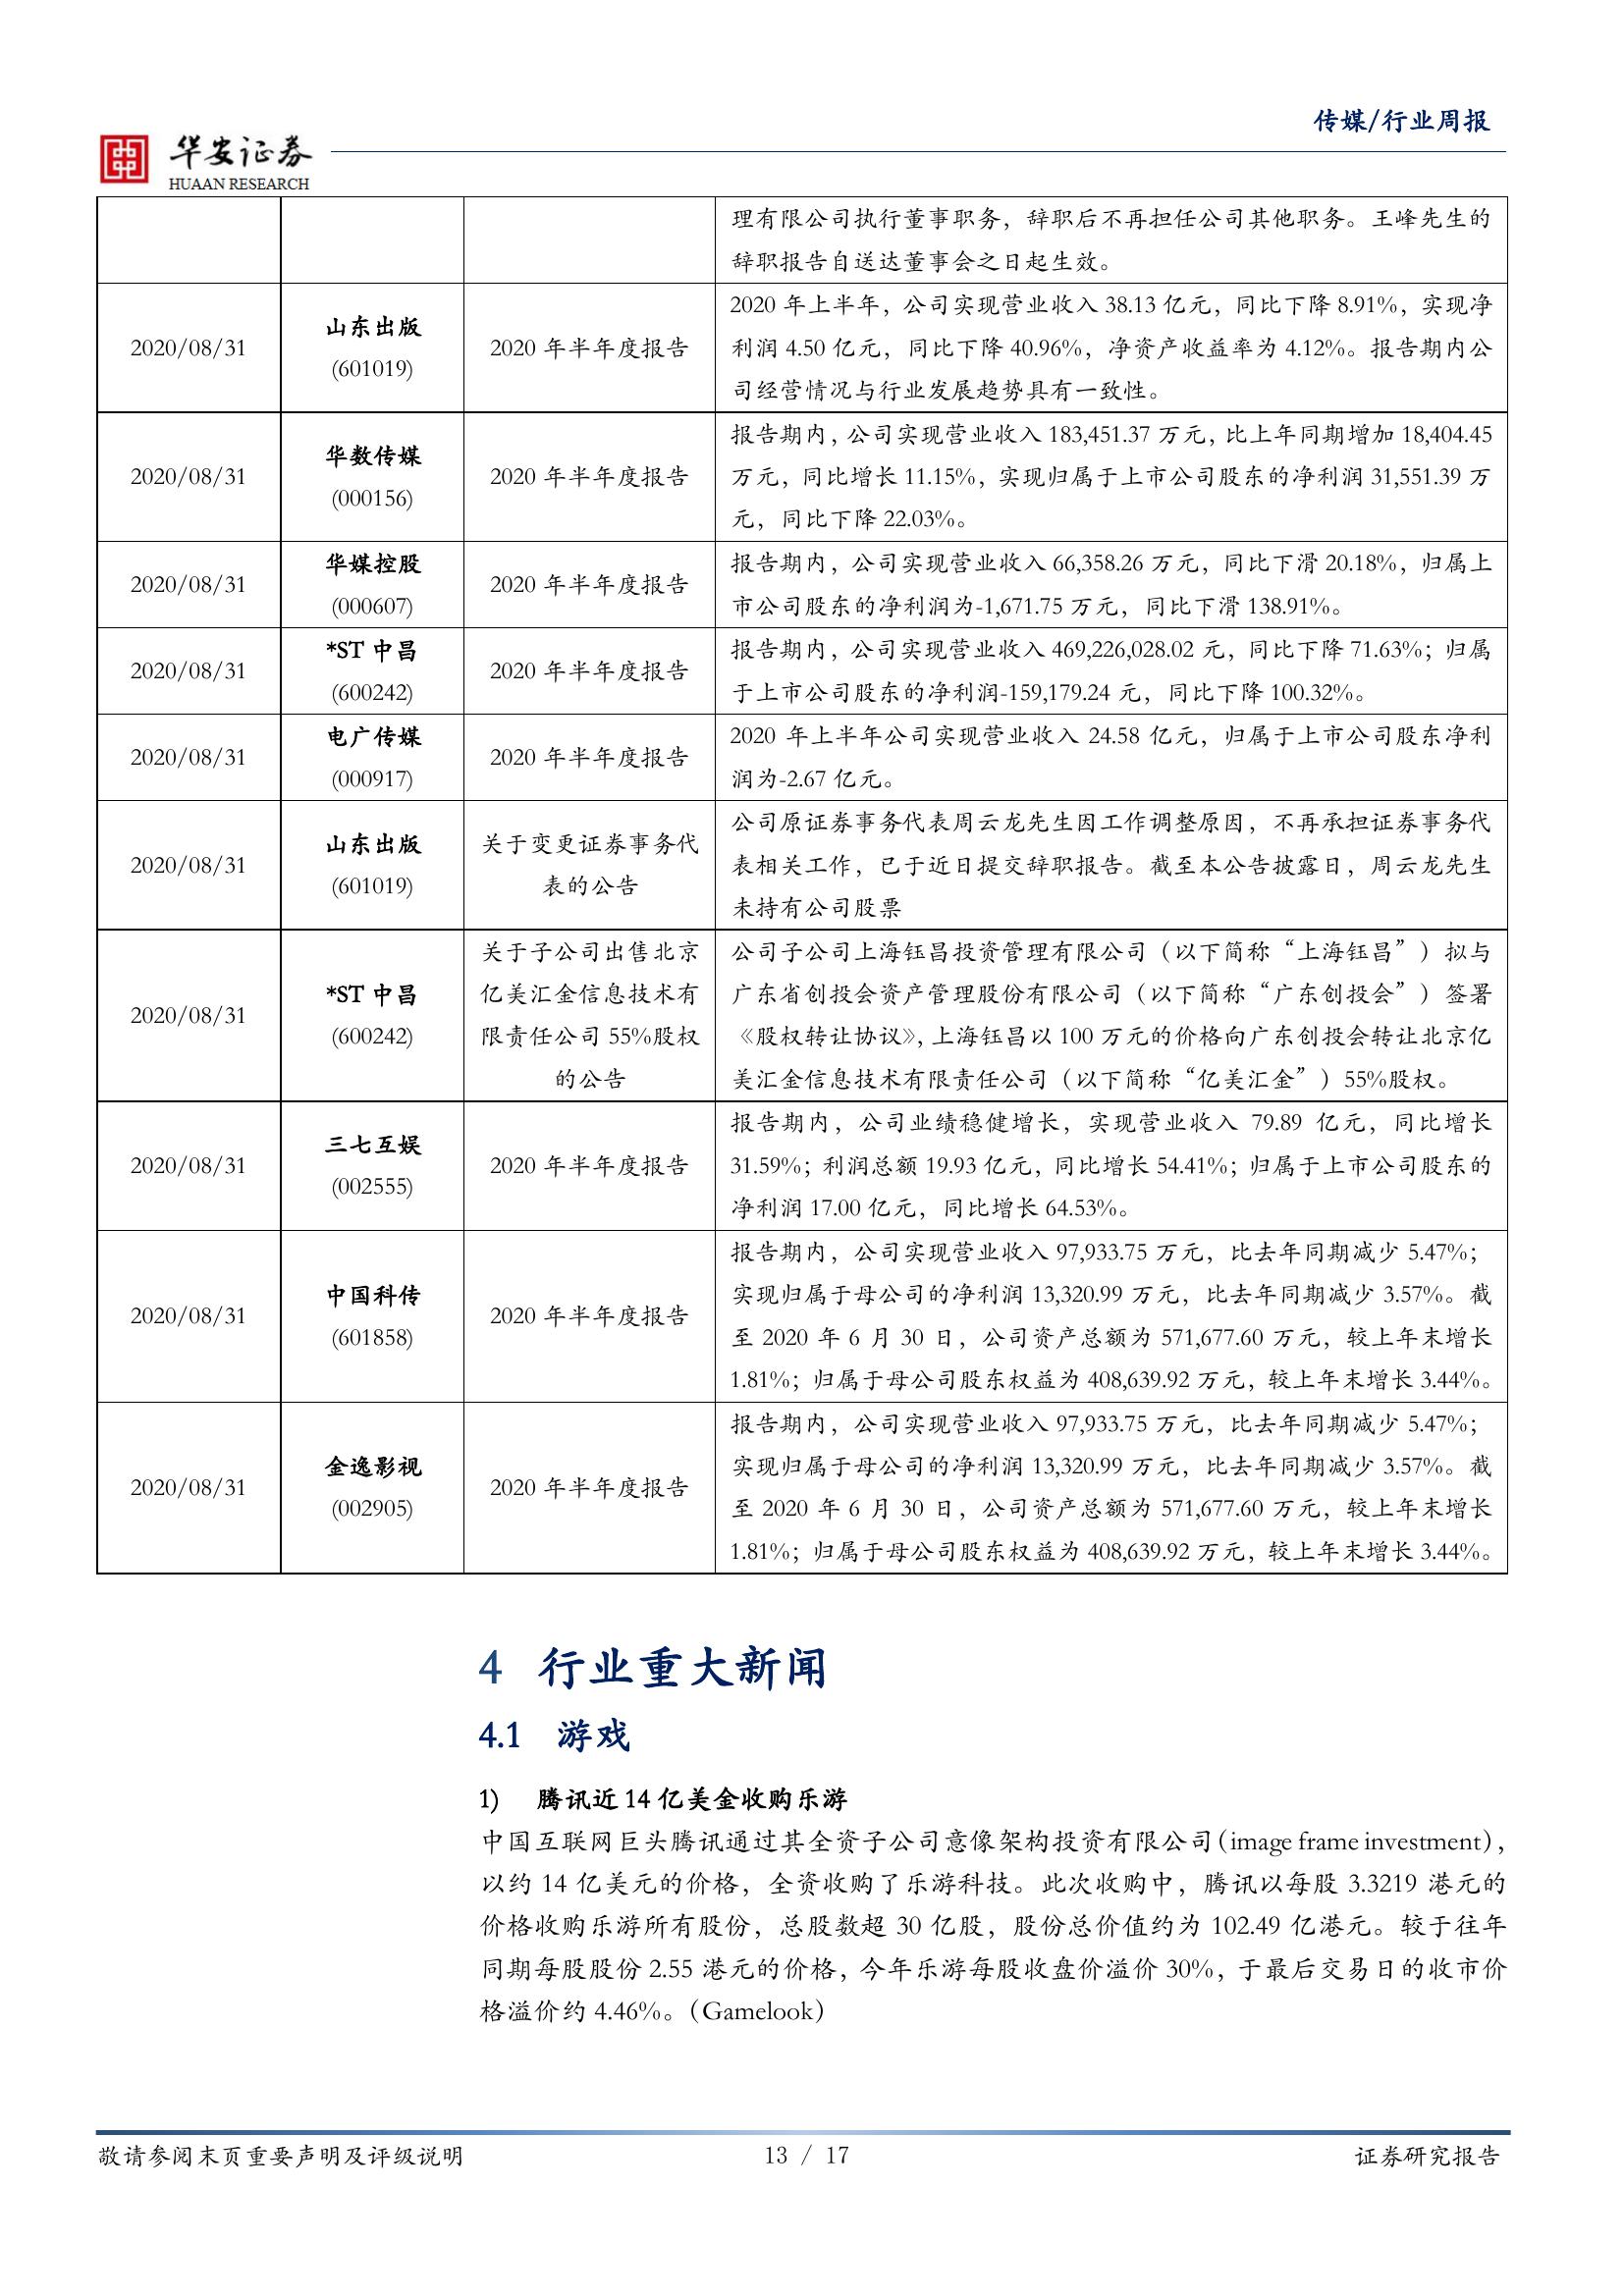 传媒/行业周报
华安证券
HUAAN RESEARCH
理有限公司执行董事职务，辞职后不再担任公司其他职务。王峰先生的
辞职报告自送达董事会之日起生效。
2020/08/31
山东出版
(601019)
2020 年半年度报告
2020 年上半年，公司实现营业收入 38.13 亿元，同比下降 8.91%，实现净
利润 4.50 亿元，同比下降 40.96%，净资产收益率为 4.12%。报告期内公
司经营情况与行业发展趋势具有一致性。
2020/08/31
华数传媒
(000156)
2020 年半年度报告
报告期内，公司实现营业收入 183,451.37 万元，比上年同期增加 18,404.45
万元，同比增长 11.15%，实现归属于上市公司股东的净利润 31,551.39 万
元，同比下降 22.03%。
2020/08/31
华媒控股
(000607)
2020 年半年度报告
报告期内，公司实现营业收入 66,358.26 万元，同比下滑 20.18%，归属上
市公司股东的净利润为-1,671.75 万元，同比下滑 138.91%。
2020/08/31
*ST 中昌
(600242)
2020 年半年度报告
报告期内，公司实现营业收入 469,226,028.02 元，同比下降 71.63%；归属
于上市公司股东的净利润-159,179.24 元，同比下降 100.32%。
2020/08/31
电广传媒
(000917)
2020 年半年度报告
2020 年上半年公司实现营业收入 24.58 亿元，归属于上市公司股东净利
润为-2.67 亿元。
2020/08/31
山东出版
(601019)
关于变更证券事务代
表的公告
公司原证券事务代表周云龙先生因工作调整原因，不再承担证券事务代
表相关工作，已于近日提交辞职报告。截至本公告披露日，周云龙先生
未持有公司股票
2020/08/31
*ST 中昌
(600242)
关于子公司出售北京
亿美汇金信息技术有
限责任公司 55%股权
的公告
公司子公司上海钰昌投资管理有限公司（以下简称“上海钰昌”）拟与
广东省创投会资产管理股份有限公司（以下简称“广东创投会”）签署
《股权转让协议》，上海钰昌以 100 万元的价格向广东创投会转让北京亿
美汇金信息技术有限责任公司（以下简称“亿美汇金”）55%股权。
2020/08/31
三七互娱
(002555)
2020 年半年度报告
报告期内，公司业绩稳健增长，实现营业收入 79.89 亿元，同比增长
31.59%；利润总额 19.93 亿元，同比增长 54.41%；归属于上市公司股东的
净利润 17.00 亿元，同比增长 64.53%。
2020/08/31
中国科传
(601858)
2020 年半年度报告
报告期内，公司实现营业收入 97,933.75 万元，比去年同期减少 5.47%；
实现归属于母公司的净利润 13,320.99 万元，比去年同期减少 3.57%。截
至 2020 年 6 月 30 日，公司资产总额为 571,677.60 万元，较上年末增长
1.81%；归属于母公司股东权益为 408,639.92 万元，较上年末增长 3.44%。
2020/08/31
金逸影视
(002905)
2020 年半年度报告
报告期内，公司实现营业收入 97,933.75 万元，比去年同期减少 5.47%；
实现归属于母公司的净利润 13,320.99 万元，比去年同期减少 3.57%。截
至 2020 年 6 月 30 日，公司资产总额为 571,677.60 万元，较上年末增长
1.81%；归属于母公司股东权益为 408,639.92 万元，较上年末增长 3.44%。
4 行业重大新闻
4.1 游戏
1) 腾讯近 14 亿美金收购乐游
中国互联网巨头腾讯通过其全资子公司意像架构投资有限公司（image frame investment），
以约 14 亿美元的价格，全资收购了乐游科技。此次收购中，腾讯以每股 3.3219 港元的
价格收购乐游所有股份，总股数超 30 亿股，股份总价值约为 102.49 亿港元。较于往年
同期每股股份 2.55 港元的价格，今年乐游每股收盘价溢价 30%，于最后交易日的收市价
格溢价约 4.46%。（Gamelook）
敬请参阅末页重要声明及评级说明
13 / 17
证券研究报告